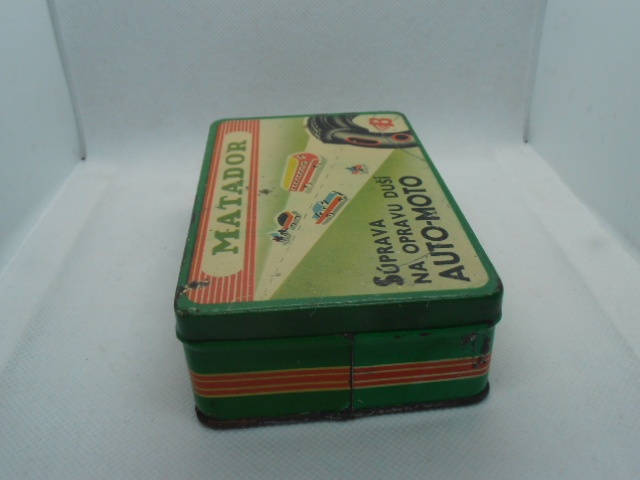 MATADOR
SÚPRAVA
NA OPRAVU DUŠÍ
AUTO-MOTO